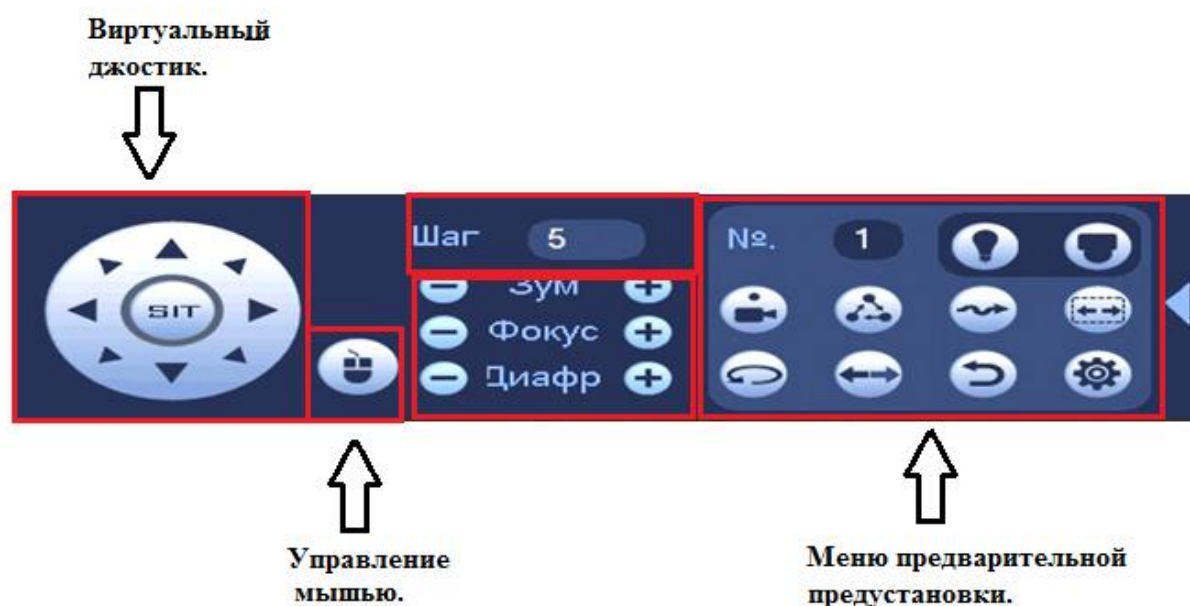 Виртуальный
джостик.
Шаг 5
Зум
Фокус
Диафр
№. 1
SIT
Управление
мышью.
Меню предварительной
предустановки.